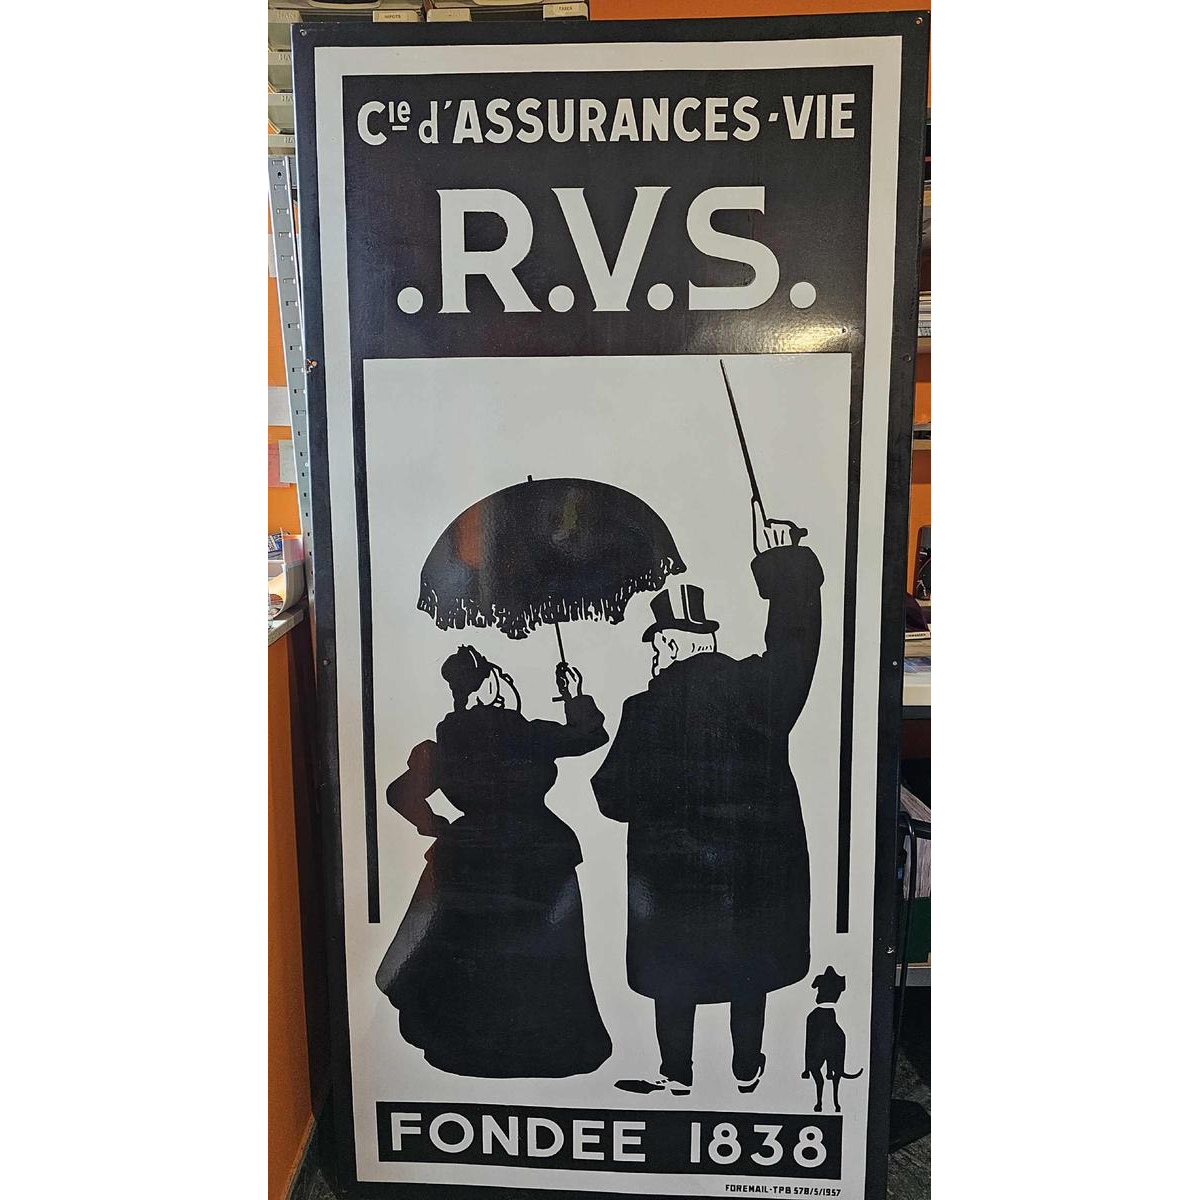 Cie d'ASSURANCES-VIE
.R.V.S.
FONDEE 1838
FOREMAIL-TPB 578/5/1957